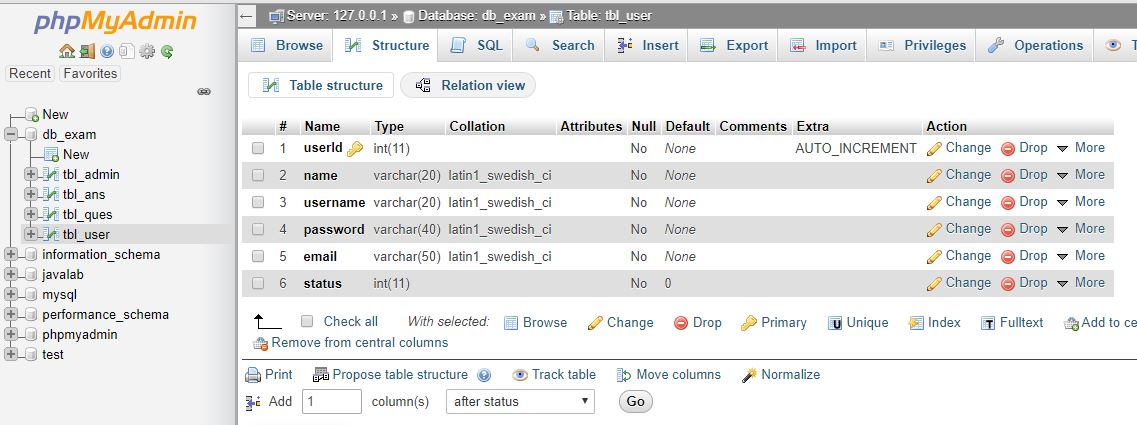 phpMyAdmin
Recent Favorites
New
db_exam
New
tbl_admin
tbl_ans
tbl_ques
tbl_user
information_schema
javalab
mysql
performance_schema
phpmyadmin
test
Server: 127.0.0.1 » Database: db_exam » Table: tbl_user
Browse Structure SQL Search Insert Export Import Privileges Operations T
Table structure Relation view
# Name Type Collation Attributes Null Default Comments Extra Action
1 userId int(11) No None AUTO_INCREMENT Change Drop More
2 name varchar(20) latin1_swedish_ci No None Change Drop More
3 username varchar(20) latin1_swedish_ci No None Change Drop More
4 password varchar(40) latin1_swedish_ci No None Change Drop More
5 email varchar(50) latin1_swedish_ci No None Change Drop More
6 status int(11) No 0 Change Drop More
Check all With selected: Browse Change Drop Primary Unique Index Fulltext Add to ce
Remove from central columns
Print Propose table structure Track table Move columns Normalize
Add 1 column(s) after status Go